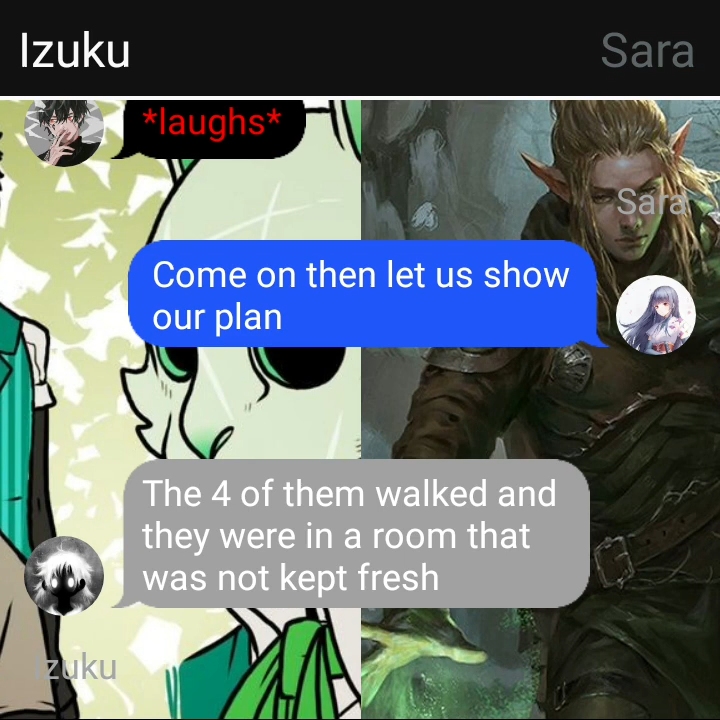 Izuku
Sara
*laughs*
Sara
Come on then let us show
our plan
The 4 of them walked and
they were in a room that
was not kept fresh
Izuku